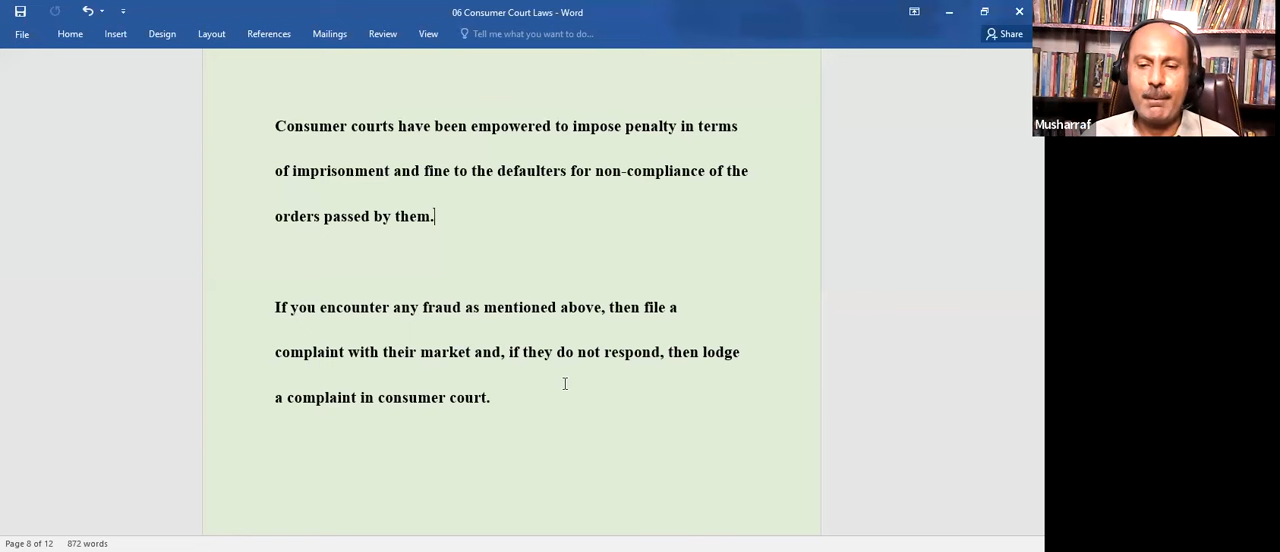 06 Consumer Court Laws - Word
File Home Insert Design Layout References Mailings Review View Tell me what you want to do... Share
Musharraf
Consumer courts have been empowered to impose penalty in terms
of imprisonment and fine to the defaulters for non-compliance of the
orders passed by them.
If you encounter any fraud as mentioned above, then file a
complaint with their market and, if they do not respond, then lodge
a complaint in consumer court.
Page 8 of 12 872 words